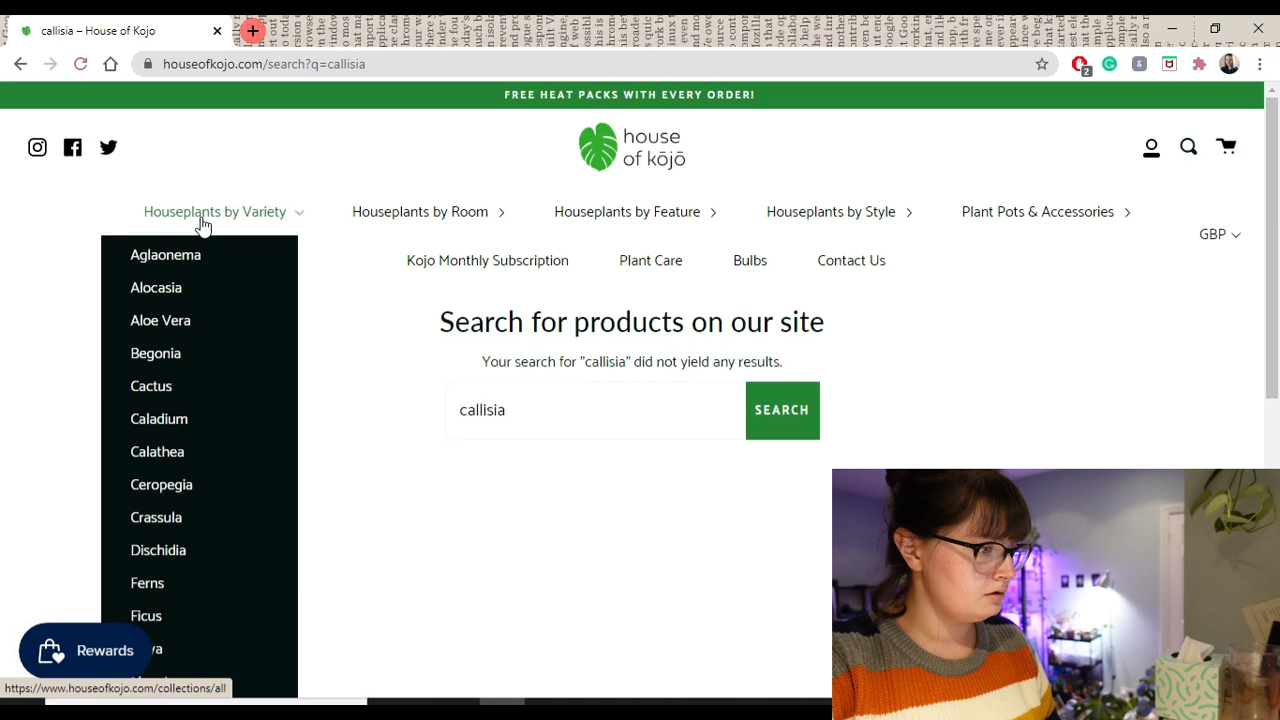 callisia – House of Kojo
houseofkojo.com/search?q=callisia
2
FREE HEAT PACKS WITH EVERY ORDER!
house
of kōjō
Houseplants by Variety
Houseplants by Room
Houseplants by Feature
Houseplants by Style
Plant Pots & Accessories
GBP
Kojo Monthly Subscription
Plant Care
Bulbs
Contact Us
Aglaonema
Alocasia
Aloe Vera
Begonia
Cactus
Caladium
Calathea
Ceropegia
Crassula
Dischidia
Ferns
Ficus
Search for products on our site
Your search for "callisia" did not yield any results.
callisia
SEARCH
Rewards
https://www.houseofkojo.com/collections/all